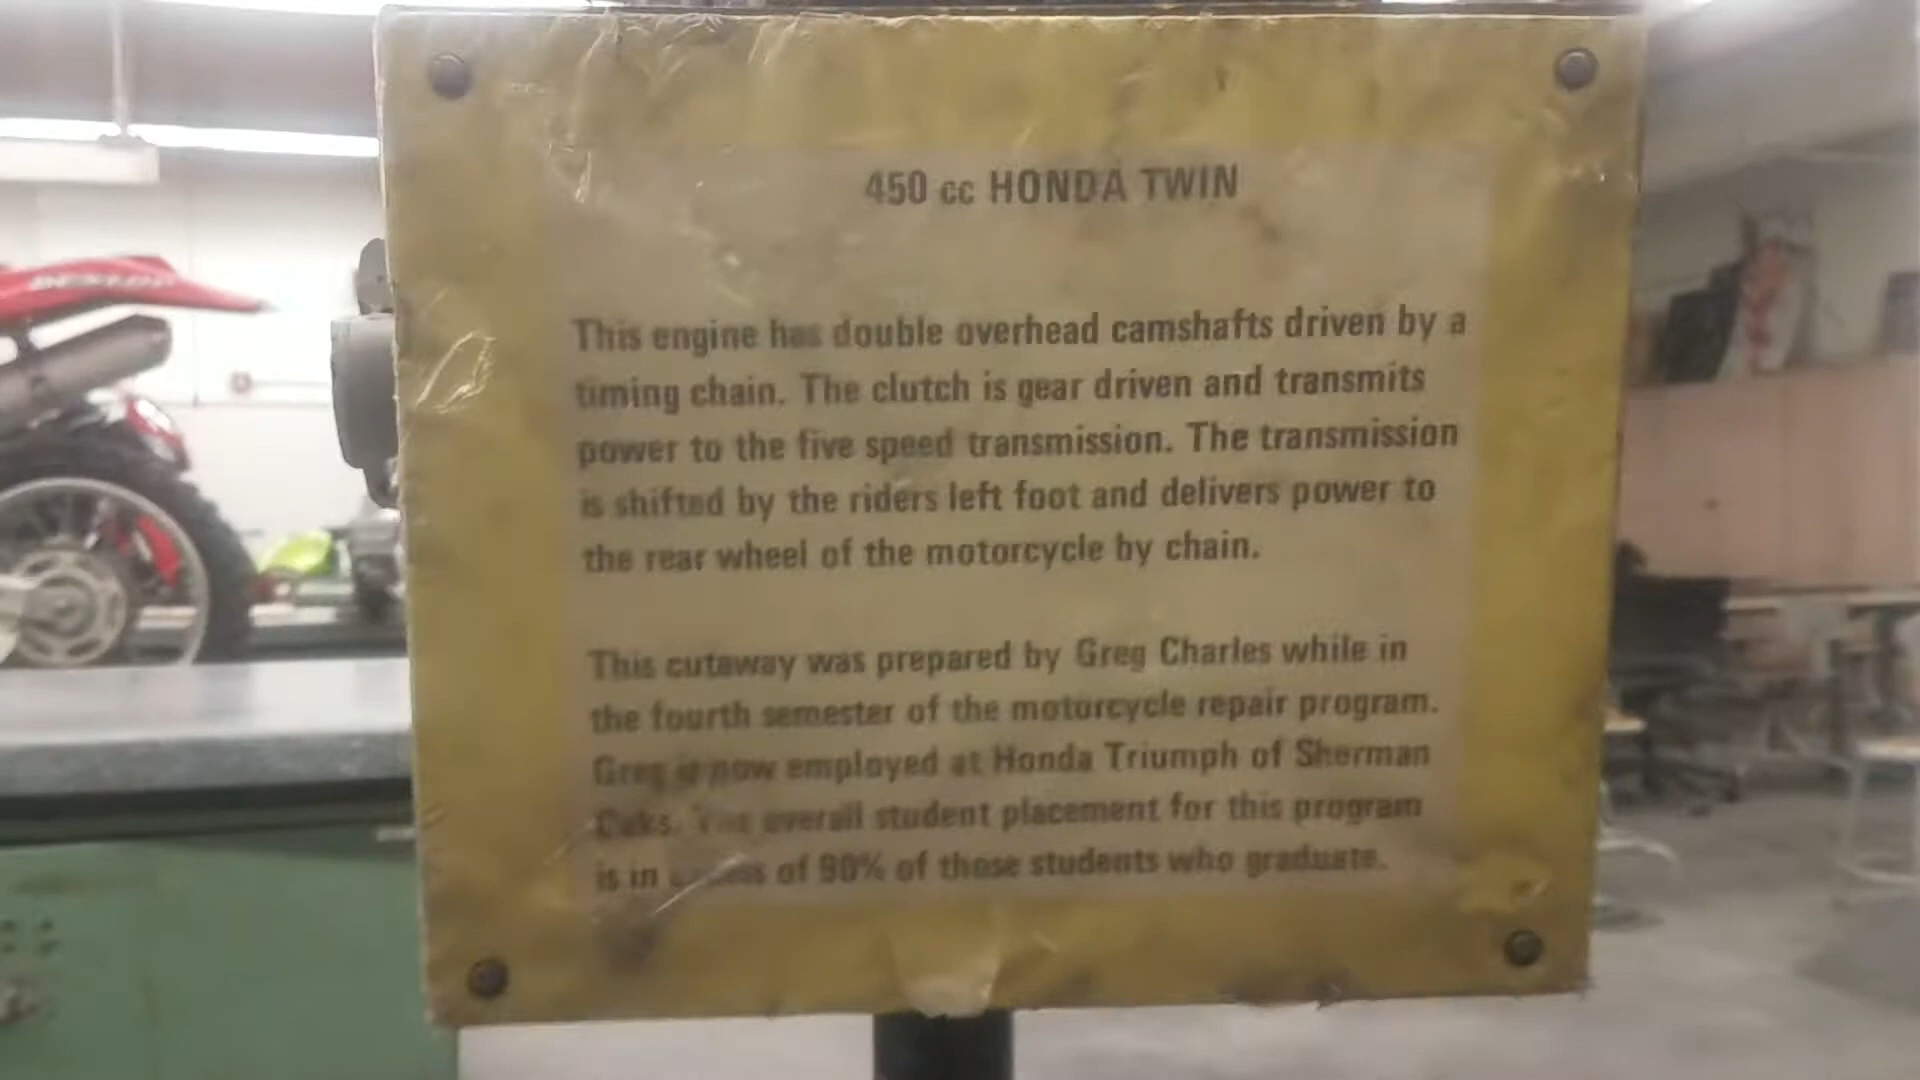 450 cc HONDA TWIN
This engine has double overhead camshafts driven by a
timing chain. The clutch is gear driven and transmits
power to the five speed transmission. The transmission
is shifted by the riders left foot and delivers power to
the rear wheel of the motorcycle by chain.
This cutaway was prepared by Greg Charles while in
the fourth semester of the motorcycle repair program.
Greg is now employed at Honda Triumph of Sherman
Oaks. The overall student placement for this program
is in of 90% of those students who graduate.
DUNLOP